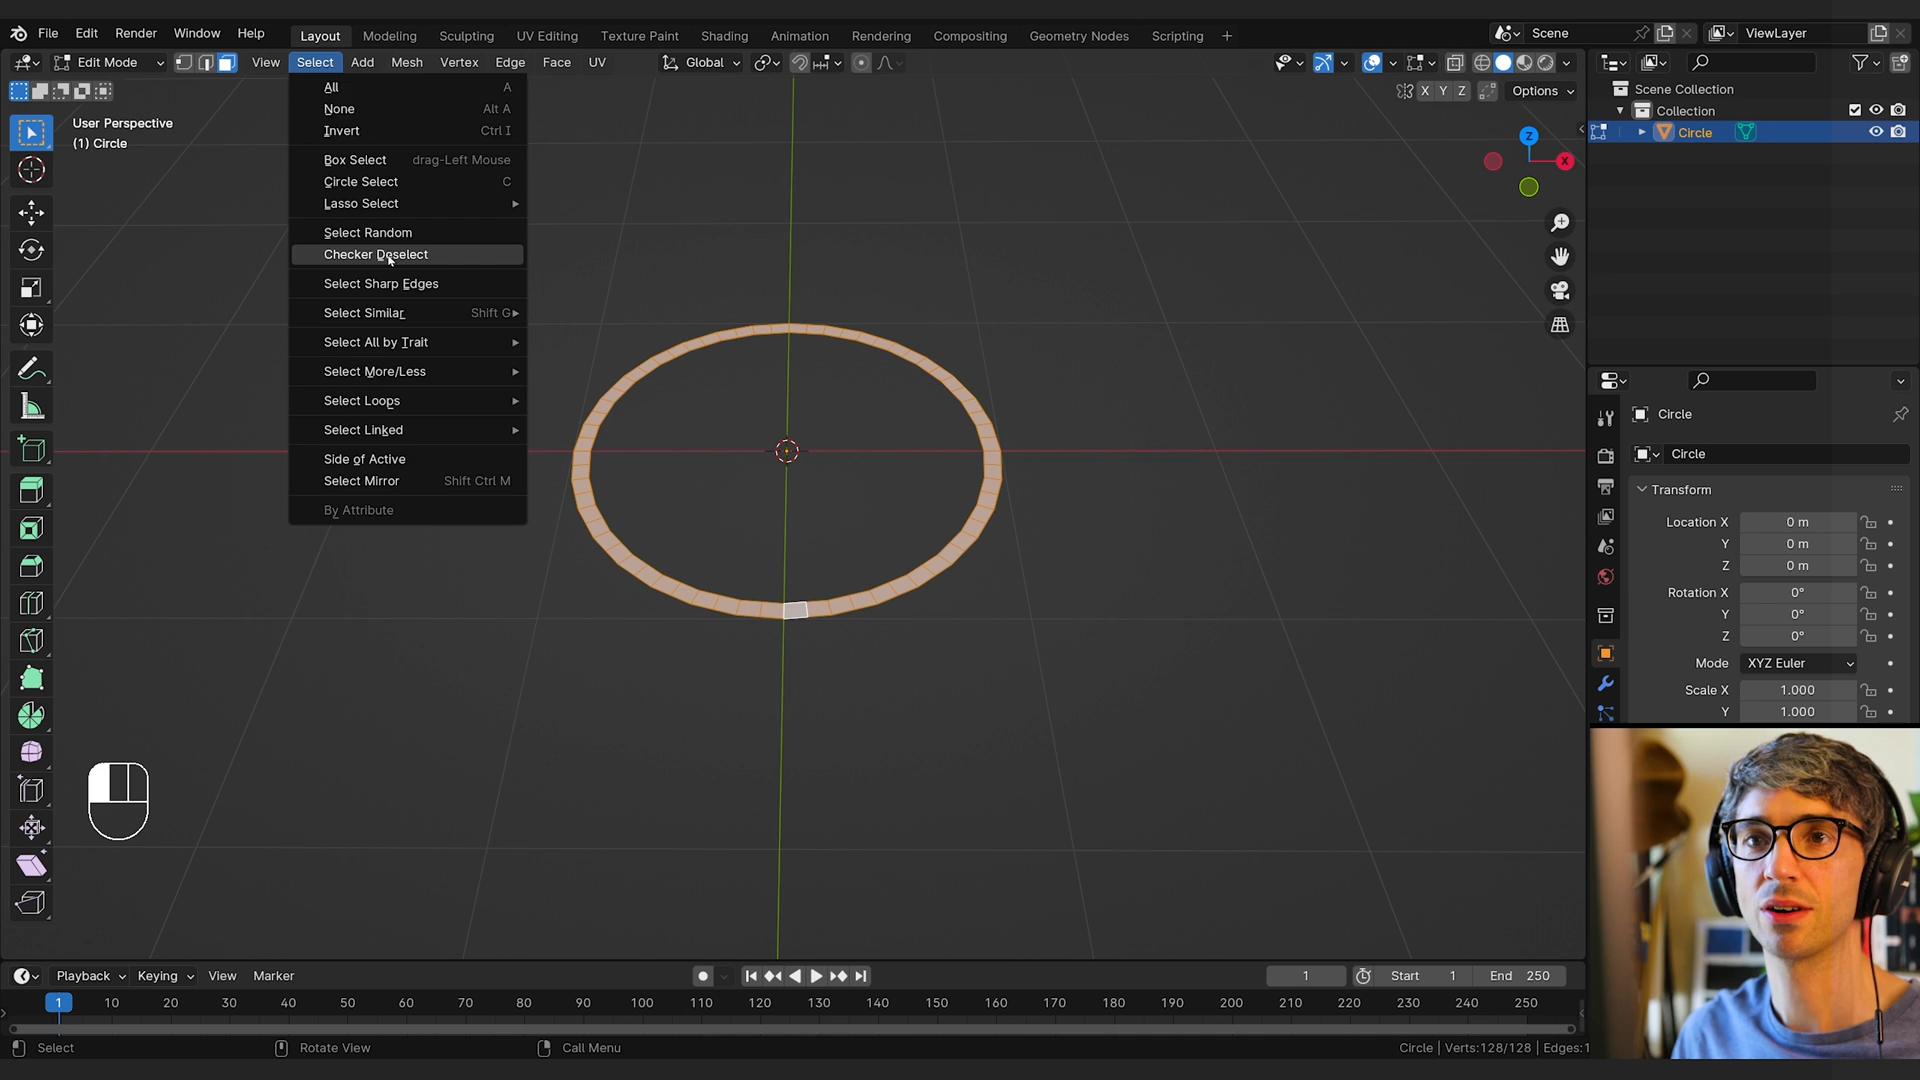 File Edit Render Window Help Layout Modeling Sculpting UV Editing Texture Paint Shading Animation Rendering Compositing Geometry Nodes Scripting + Scene ViewLayer
Edit Mode View Select Add Mesh Vertex Edge Face UV Global
X Y Z Options
User Perspective
(1) Circle
All A
None Alt A
Invert Ctrl I
Box Select drag-Left Mouse
Circle Select C
Lasso Select
Select Random
Checker Deselect
Select Sharp Edges
Select Similar Shift G
Select All by Trait
Select More/Less
Select Loops
Select Linked
Side of Active
Select Mirror Shift Ctrl M
By Attribute
Z
X
Scene Collection
Collection
Circle
Circle
Circle
Transform
Location X 0 m
Y 0 m
Z 0 m
Rotation X 0°
Y 0°
Z 0°
Mode XYZ Euler
Scale X 1.000
Y 1.000
Playback Keying View Marker 1 Start 1 End 250
1 10 20 30 40 50 60 70 80 90 100 110 120 130 140 150 160 170 180 190 200 210 220 230 240 250
Select Rotate View Call Menu Circle | Verts:128/128 | Edges:1